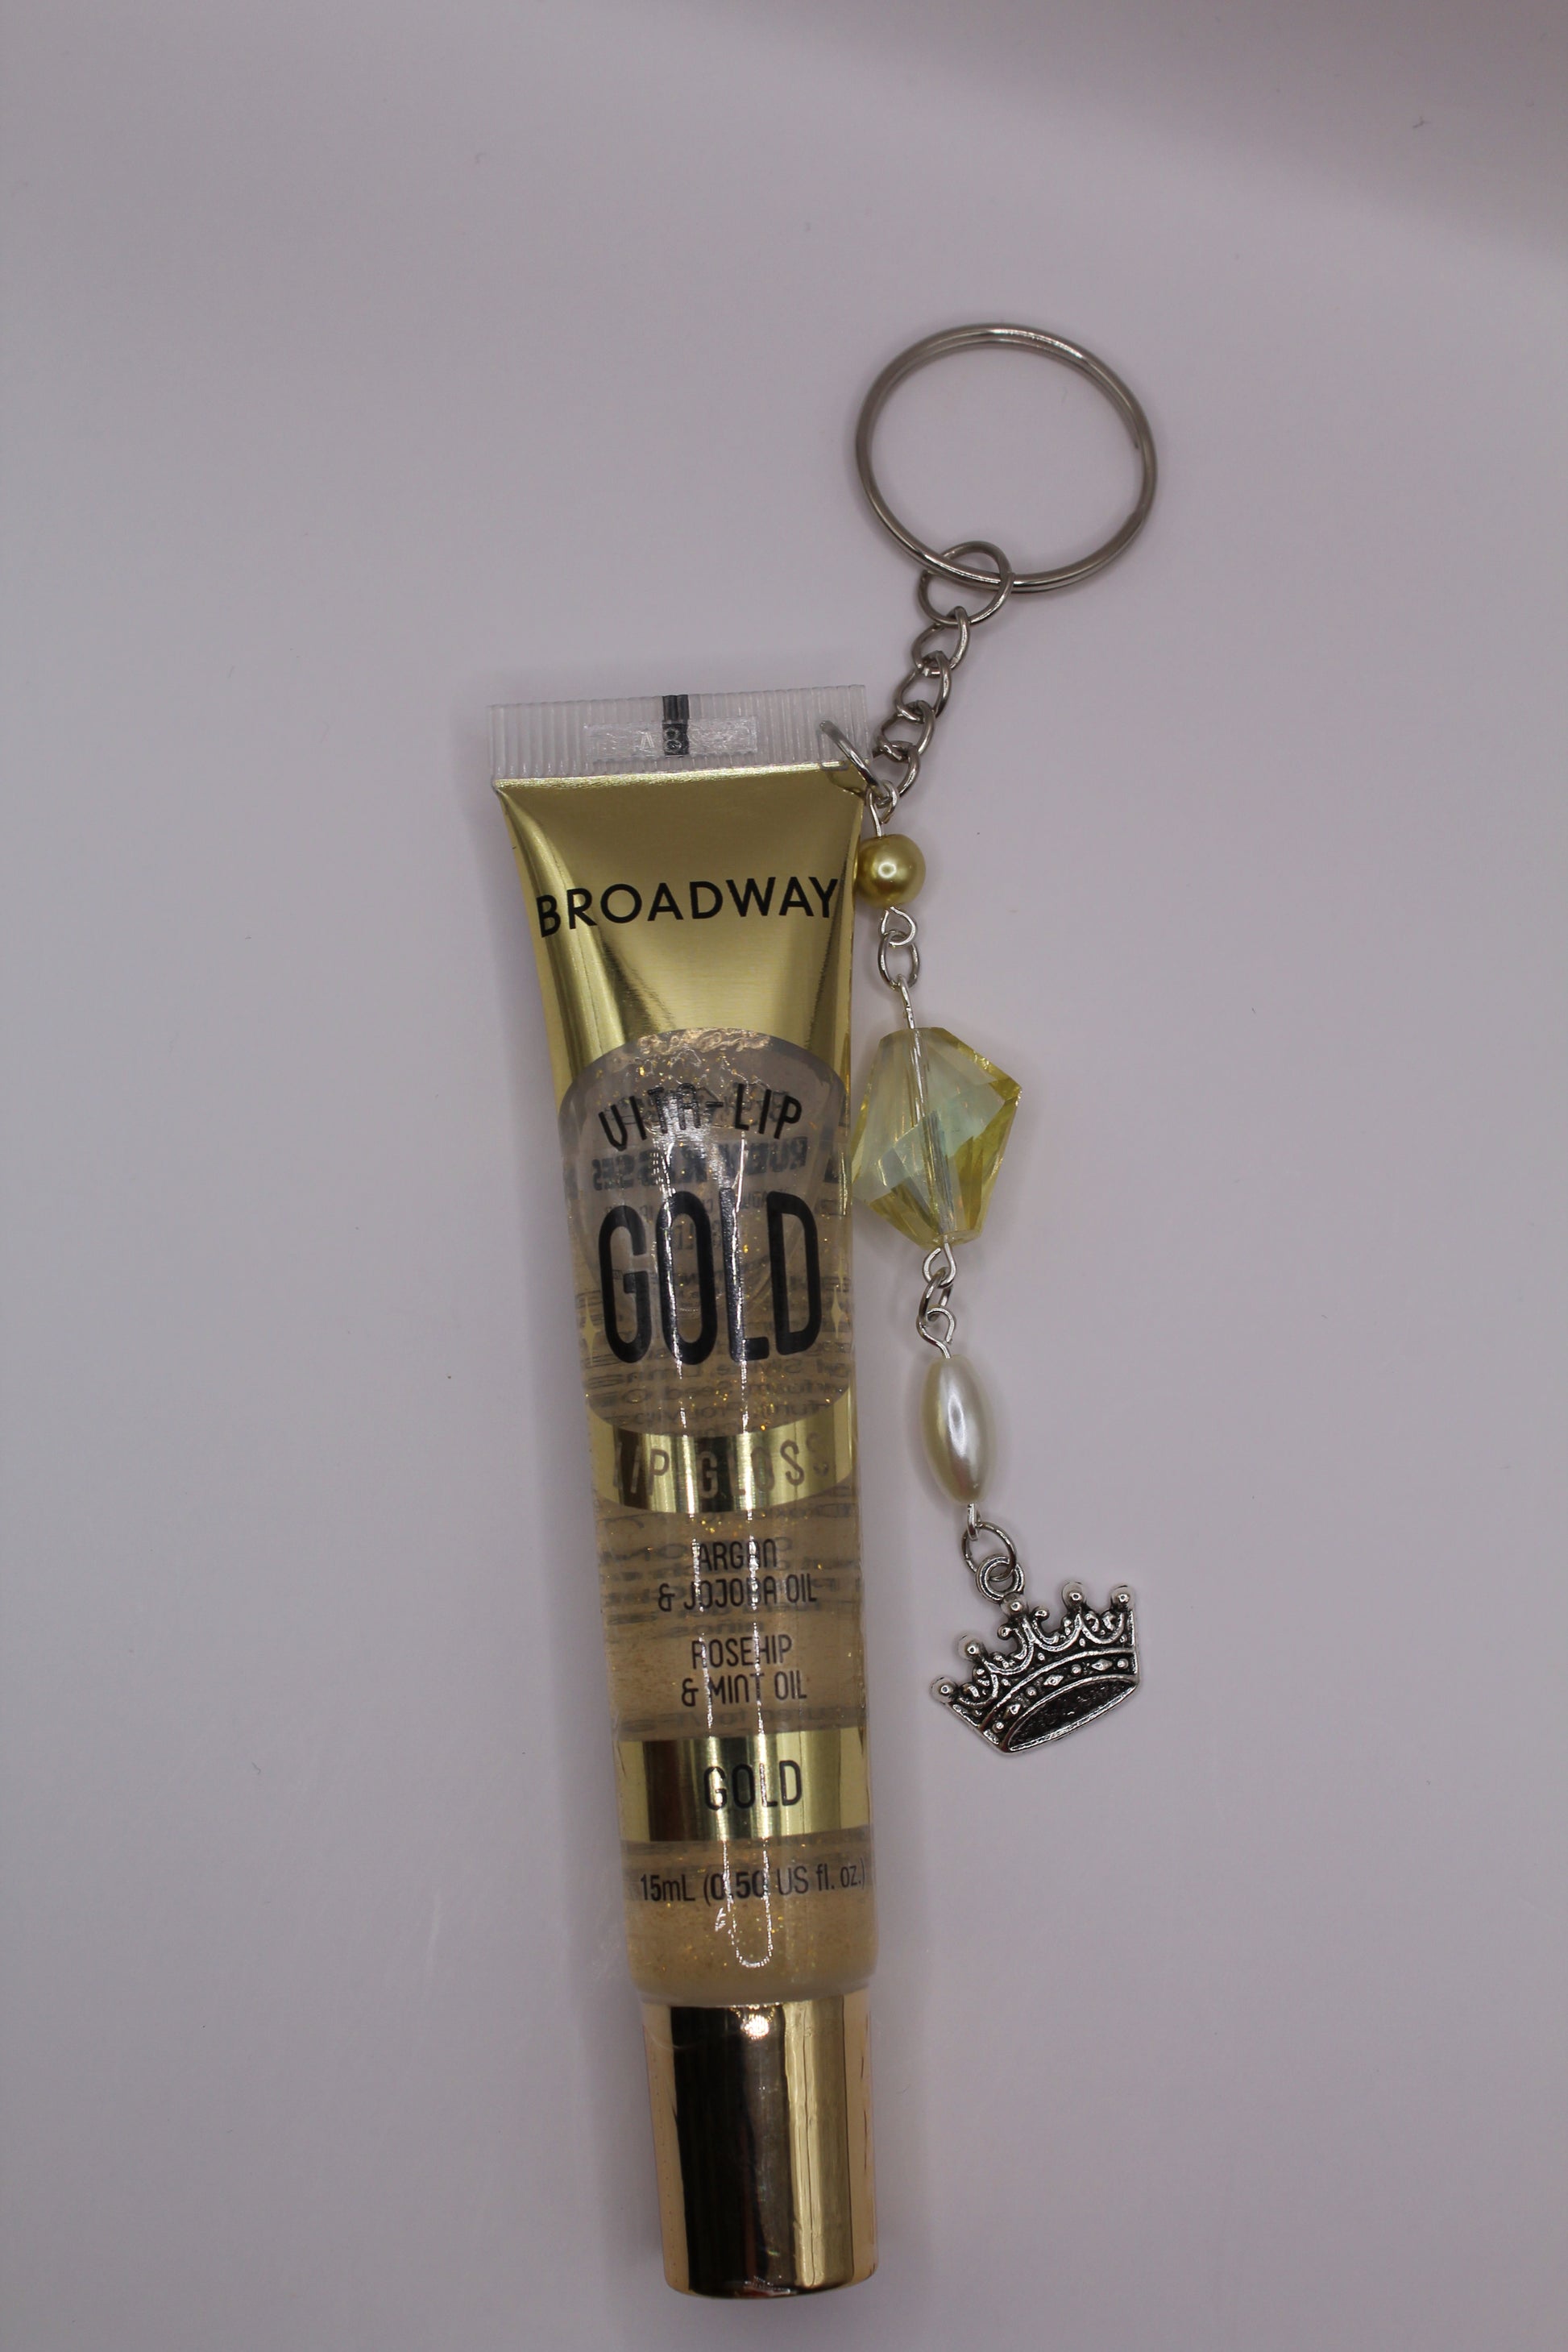 BROADWAY
VITA-LIP
GOLD
LIP GLOSS
ARGAN
& JOJOBA OIL
ROSEHIP
& MINT OIL
GOLD
15mL (0.50 US fl. oz.)